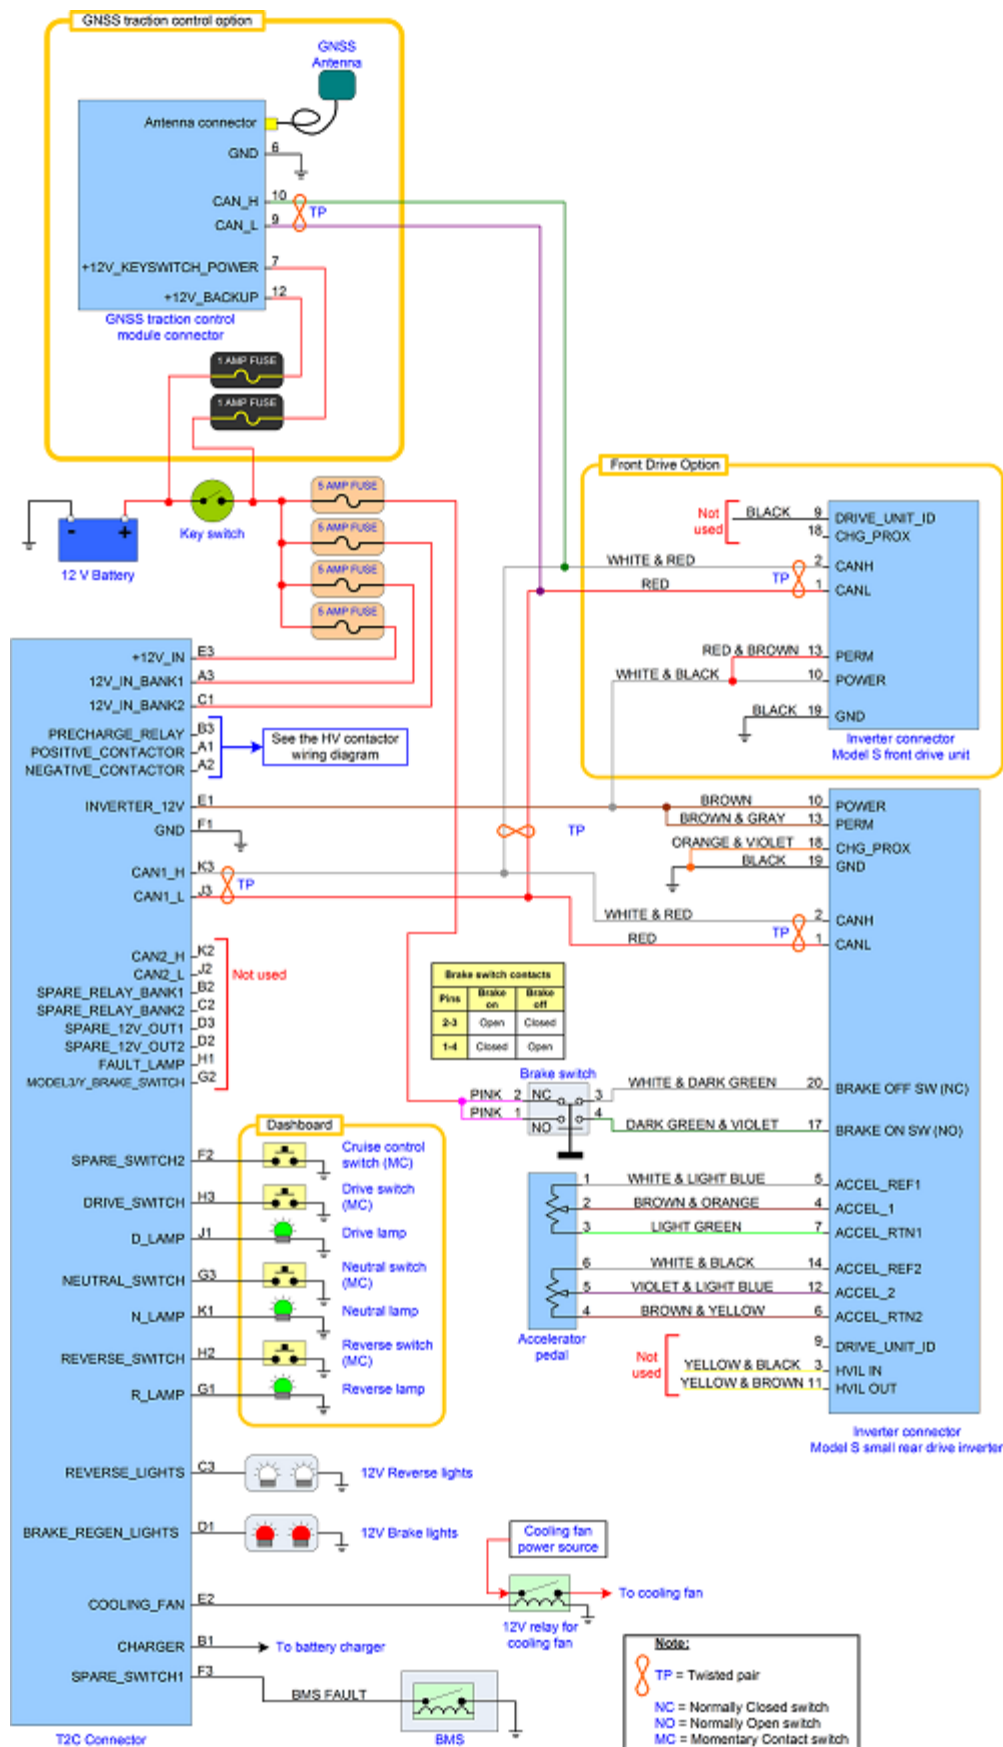 GNSS traction control option
GNSS
Antenna
Antenna connector
GND 6
CAN_H 10
TP
CAN_L 9
+12V_KEYSWITCH_POWER 7
+12V_BACKUP 12
GNSS traction control
module connector
1 AMP FUSE
1 AMP FUSE
5 AMP FUSE
5 AMP FUSE
5 AMP FUSE
5 AMP FUSE
Key switch
- +
12 V Battery
Front Drive Option
Not
used
BLACK 9 DRIVE_UNIT_ID
18 CHG_PROX
WHITE & RED 2 CANH
TP
RED 1 CANL
RED & BROWN 13 PERM
WHITE & BLACK 10 POWER
BLACK 19 GND
Inverter connector
Model S front drive unit
+12V_IN E3
12V_IN_BANK1 A3
12V_IN_BANK2 C1
PRECHARGE_RELAY B3
POSITIVE_CONTACTOR A1
NEGATIVE_CONTACTOR A2
See the HV contactor
wiring diagram
INVERTER_12V E1
GND F1
TP
CAN1_H K3
TP
CAN1_L J3
CAN2_H K2
CAN2_L J2
SPARE_RELAY_BANK1 B2
SPARE_RELAY_BANK2 C2
SPARE_12V_OUT1 D3
SPARE_12V_OUT2 D2
FAULT_LAMP H1
MODEL3/Y_BRAKE_SWITCH G2
Not used
BROWN 10 POWER
BROWN & GRAY 13 PERM
ORANGE & VIOLET 18 CHG_PROX
BLACK 19 GND
WHITE & RED 2 CANH
TP
RED 1 CANL
Brake switch contacts
Pins Brake on Brake off
2-3 Open Closed
1-4 Closed Open
Brake switch
PINK 2 NC 3 WHITE & DARK GREEN 20 BRAKE OFF SW (NC)
PINK 1 NO 4 DARK GREEN & VIOLET 17 BRAKE ON SW (NO)
1 WHITE & LIGHT BLUE 5 ACCEL_REF1
2 BROWN & ORANGE 4 ACCEL_1
3 LIGHT GREEN 7 ACCEL_RTN1
6 WHITE & BLACK 14 ACCEL_REF2
5 VIOLET & LIGHT BLUE 12 ACCEL_2
4 BROWN & YELLOW 6 ACCEL_RTN2
Accelerator
pedal
9 DRIVE_UNIT_ID
Not
used
YELLOW & BLACK 3 HVIL IN
YELLOW & BROWN 11 HVIL OUT
Inverter connector
Model S small rear drive inverter
Dashboard
SPARE_SWITCH2 F2
Cruise control
switch (MC)
DRIVE_SWITCH H3
Drive switch
(MC)
D_LAMP J1 Drive lamp
NEUTRAL_SWITCH G3
Neutral switch
(MC)
N_LAMP K1 Neutral lamp
REVERSE_SWITCH H2
Reverse switch
(MC)
R_LAMP G1 Reverse lamp
REVERSE_LIGHTS C3 12V Reverse lights
BRAKE_REGEN_LIGHTS D1 12V Brake lights
Cooling fan
power source
COOLING_FAN E2
To cooling fan
12V relay for
cooling fan
CHARGER B1 To battery charger
SPARE_SWITCH1 F3
BMS FAULT
BMS
T2C Connector
Note:
TP = Twisted pair
NC = Normally Closed switch
NO = Normally Open switch
MC = Momentary Contact switch